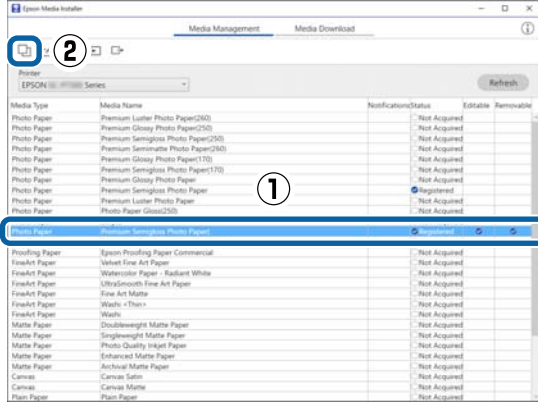 Epson Media Installer
Media Management Media Download
②
Printer
EPSON Series
Refresh
Media Type Media Name Notifications Status Editable Removable
Photo Paper Premium Luster Photo Paper(260) Not Acquired
Photo Paper Premium Glossy Photo Paper(250) Not Acquired
Photo Paper Premium Semigloss Photo Paper(250) Not Acquired
Photo Paper Premium Semimatte Photo Paper(260) Not Acquired
Photo Paper Premium Glossy Photo Paper(170) Not Acquired
Photo Paper Premium Semigloss Photo Paper(170) Not Acquired
Photo Paper Premium Glossy Photo Paper Not Acquired
Photo Paper Premium Semigloss Photo Paper Registered
①
Photo Paper Premium Luster Photo Paper Not Acquired
Photo Paper Photo Paper Gloss(250) Not Acquired
Photo Paper Premium Semigloss Photo Paper( Registered
Proofing Paper Epson Proofing Paper Commercial Not Acquired
FineArt Paper Velvet Fine Art Paper Not Acquired
FineArt Paper Watercolor Paper - Radiant White Not Acquired
FineArt Paper UltraSmooth Fine Art Paper Not Acquired
FineArt Paper Fine Art Matte Not Acquired
FineArt Paper Washi <Thin> Not Acquired
FineArt Paper Washi Not Acquired
Matte Paper Doubleweight Matte Paper Not Acquired
Matte Paper Singleweight Matte Paper Not Acquired
Matte Paper Photo Quality Inkjet Paper Not Acquired
Matte Paper Enhanced Matte Paper Not Acquired
Matte Paper Archival Matte Paper Not Acquired
Canvas Canvas Satin Not Acquired
Canvas Canvas Matte Not Acquired
Plain Paper Plain Paper Not Acquired